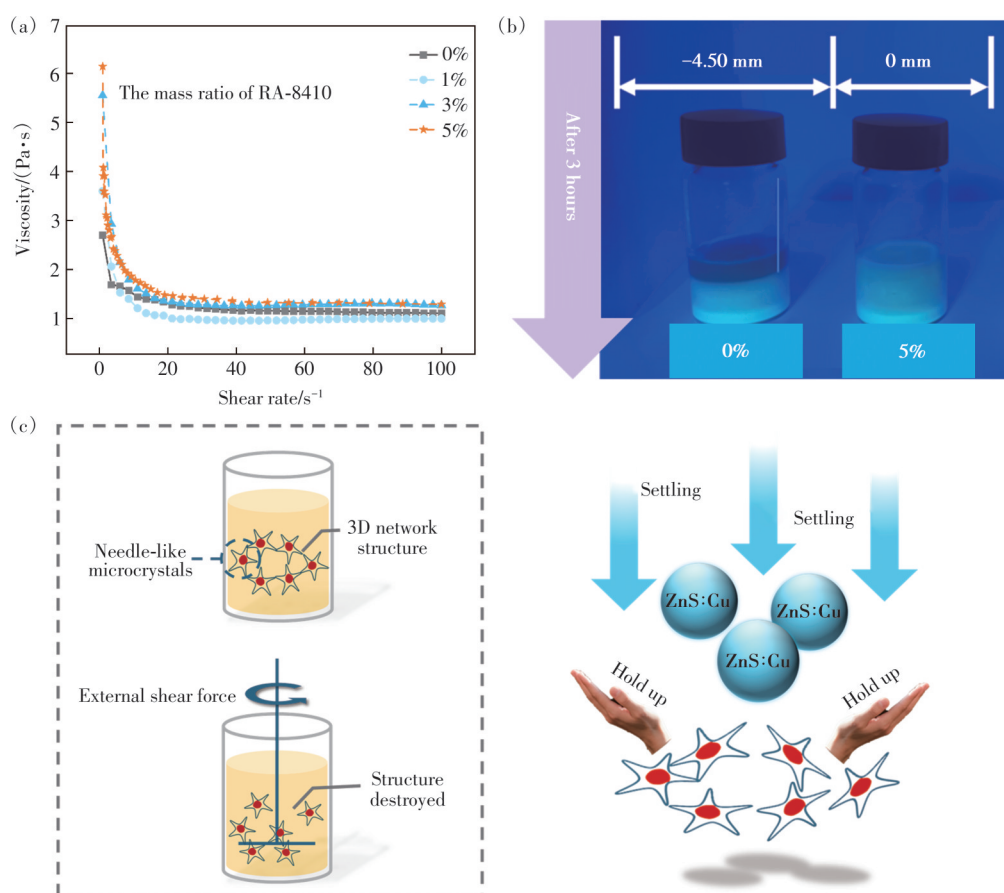 (a)
7
6
5
4
3
2
1
Viscosity/(Pa•s)
The mass ratio of RA-8410
0%
1%
3%
5%
0
20
40
60
80
100
Shear rate/s⁻¹
(b)
After 3 hours
−4.50 mm
0 mm
0%
5%
(c)
Needle-like
microcrystals
3D network
structure
External shear force
Structure
destroyed
Settling
Settling
ZnS:Cu
ZnS:Cu
ZnS:Cu
Hold up
Hold up